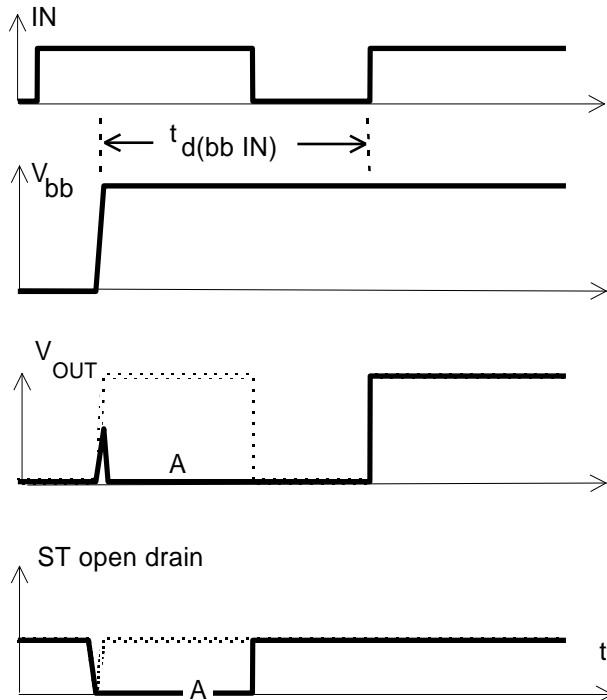 IN
t d(bb IN)
V bb
V OUT
A
ST open drain
A
t